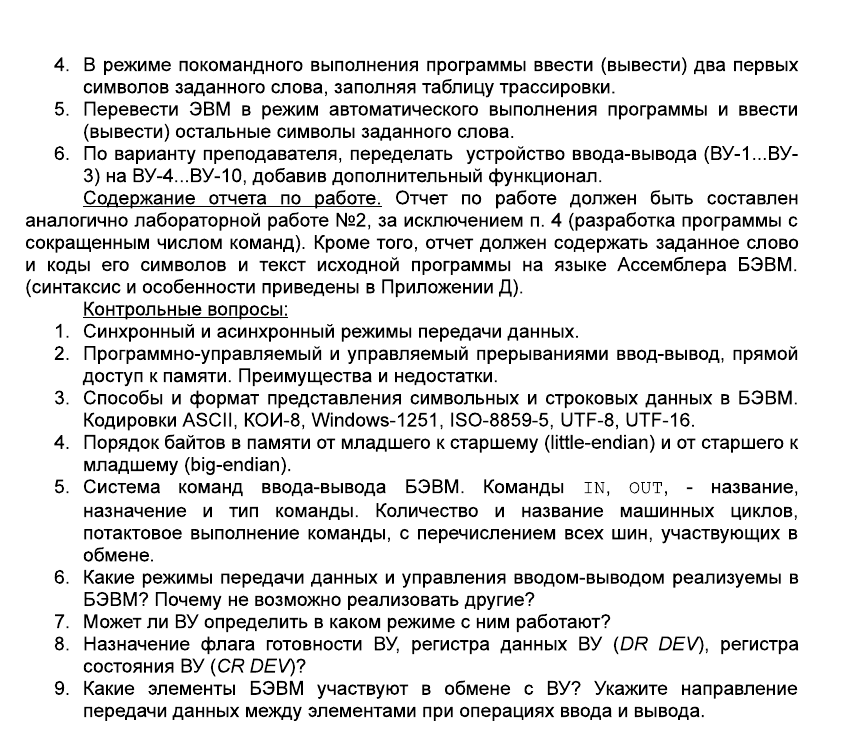 4. В режиме покомандного выполнения программы ввести (вывести) два первых
символов заданного слова, заполняя таблицу трассировки.
5. Перевести ЭВМ в режим автоматического выполнения программы и ввести
(вывести) остальные символы заданного слова.
6. По варианту преподавателя, переделать устройство ввода-вывода (ВУ-1...ВУ-
3) на ВУ-4...ВУ-10, добавив дополнительный функционал.
Содержание отчета по работе. Отчет по работе должен быть составлен
аналогично лабораторной работе №2, за исключением п. 4 (разработка программы с
сокращенным числом команд). Кроме того, отчет должен содержать заданное слово
и коды его символов и текст исходной программы на языке Ассемблера БЭВМ.
(синтаксис и особенности приведены в Приложении Д).
Контрольные вопросы:
1. Синхронный и асинхронный режимы передачи данных.
2. Программно-управляемый и управляемый прерываниями ввод-вывод, прямой
доступ к памяти. Преимущества и недостатки.
3. Способы и формат представления символьных и строковых данных в БЭВМ.
Кодировки ASCII, КОИ-8, Windows-1251, ISO-8859-5, UTF-8, UTF-16.
4. Порядок байтов в памяти от младшего к старшему (little-endian) и от старшего к
младшему (big-endian).
5. Система команд ввода-вывода БЭВМ. Команды IN, OUT, - название,
назначение и тип команды. Количество и название машинных циклов,
потактовое выполнение команды, с перечислением всех шин, участвующих в
обмене.
6. Какие режимы передачи данных и управления вводом-выводом реализуемы в
БЭВМ? Почему не возможно реализовать другие?
7. Может ли ВУ определить в каком режиме с ним работают?
8. Назначение флага готовности ВУ, регистра данных ВУ (DR DEV), регистра
состояния ВУ (CR DEV)?
9. Какие элементы БЭВМ участвуют в обмене с ВУ? Укажите направление
передачи данных между элементами при операциях ввода и вывода.